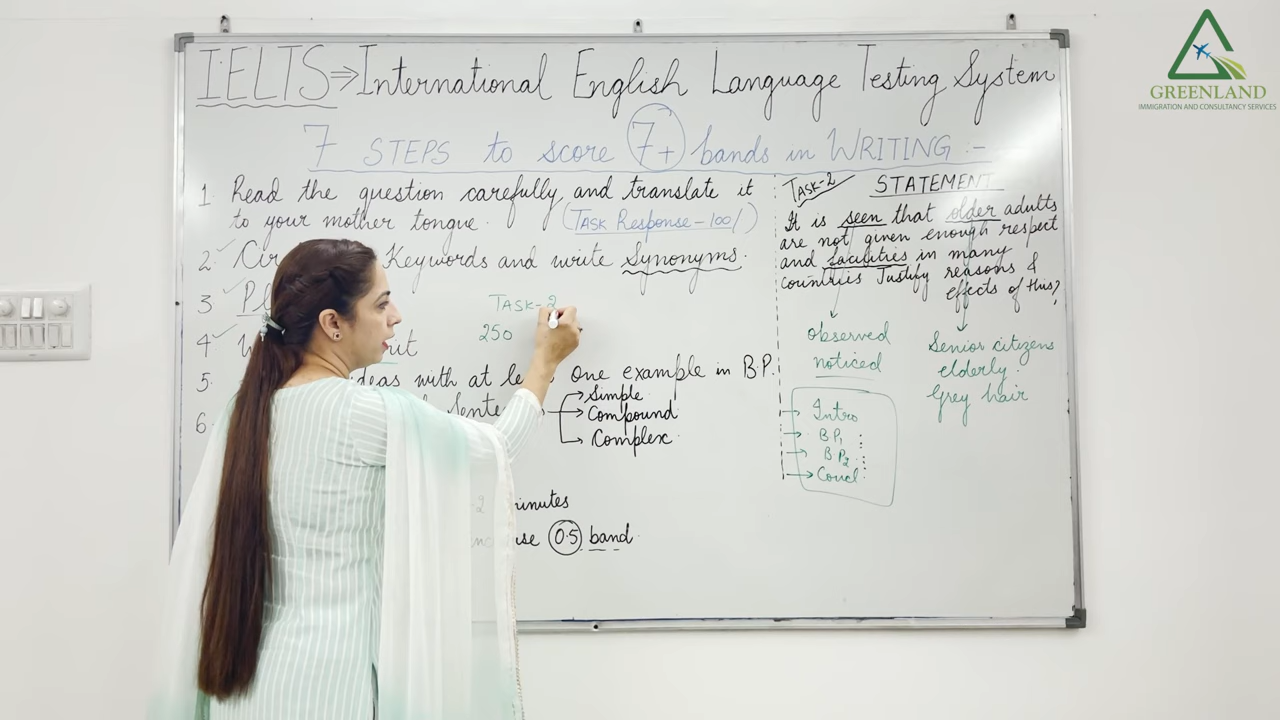 IELTS ⇒ International English Language Testing System
7 STEPS to score 7+ bands in WRITING :-
1. Read the question carefully and translate it
to your mother tongue. (TASK Response - 100%)
2. Keywords and write Synonyms.
3
TASK-2
4
250
5. ideas with at one example in B.P.
6.
Simple
Compound
Complex
minutes
0.5 band
TASK-2 STATEMENT
It is seen that older adults
are not given enough respect
and facilities in many
countries Justify reasons &
effects of this?
observed
noticed
Senior citizens
elderly.
Grey hair
Intro
BP1
BP2
Concl.
GREENLAND
IMMIGRATION AND CONSULTANCY SERVICES